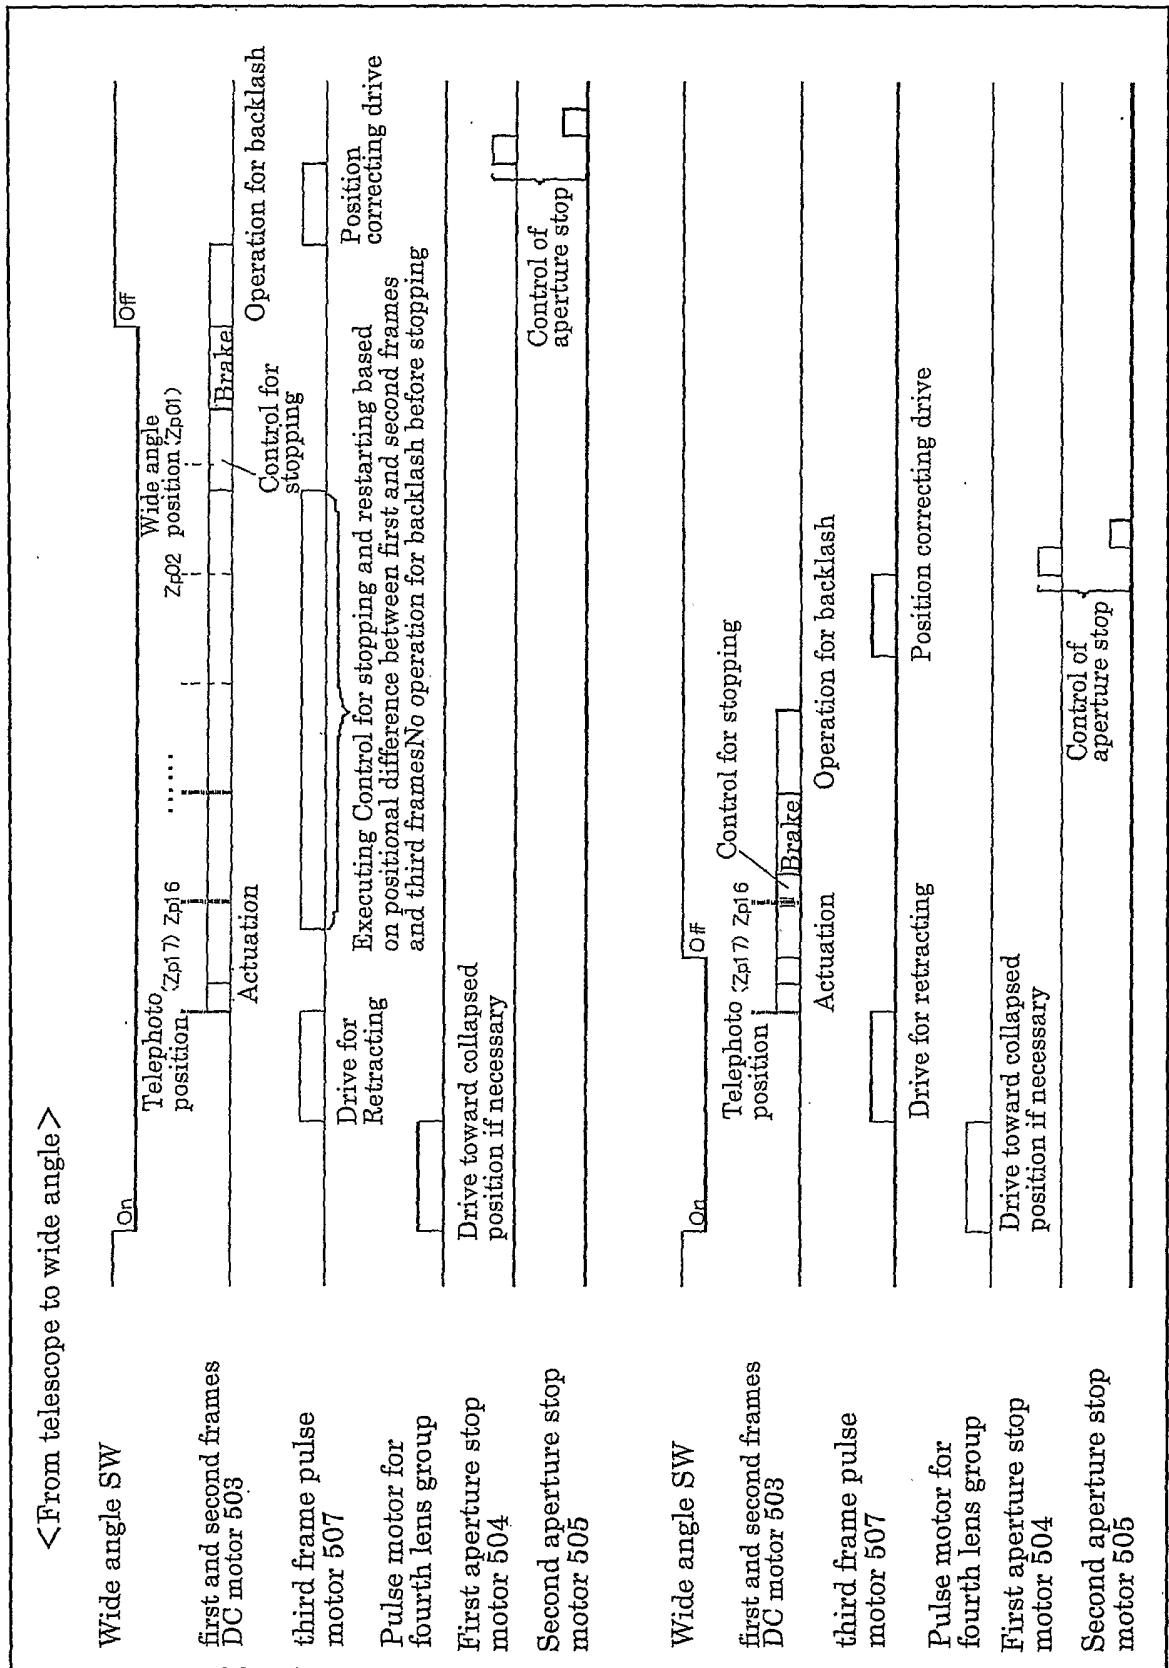 <From telescope to wide angle>
Wide angle SW
On
Off
first and second frames
DC motor 503
Telephoto
position
(Zp17)
Zp16
......
Zp02
Wide angle
position
(Zp01)
Actuation
Brake
Control for
stopping
Operation for backlash
third frame pulse
motor 507
Drive for
Retracting
Executing Control for stopping and restarting based
on positional difference between first and second frames
and third framesNo operation for backlash before stopping
Position
correcting drive
Pulse motor for
fourth lens group
Drive toward collapsed
position if necessary
First aperture stop
motor 504
Second aperture stop
motor 505
Control of
aperture stop
Wide angle SW
On
Off
first and second frames
DC motor 503
Telephoto
position
(Zp17)
Zp16
Control for stopping
Brake
Actuation
Operation for backlash
third frame pulse
motor 507
Drive for retracting
Position correcting drive
Pulse motor for
fourth lens group
Drive toward collapsed
position if necessary
First aperture stop
motor 504
Second aperture stop
motor 505
Control of
aperture stop